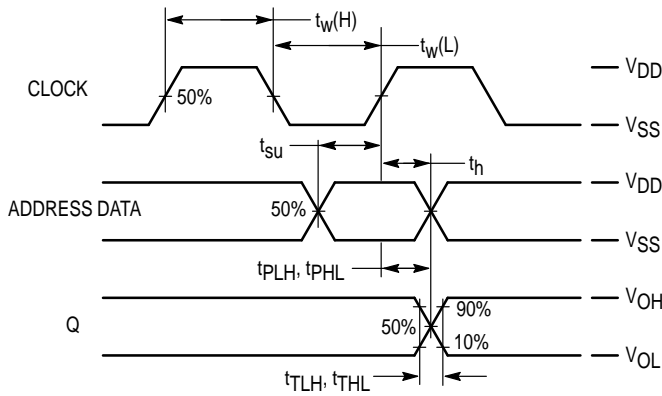 tw(H)
tw(L)
CLOCK
50%
VDD
VSS
tsu
th
ADDRESS DATA
50%
VDD
VSS
tPLH, tPHL
Q
50%
90%
10%
VOH
VOL
tTLH, tTHL